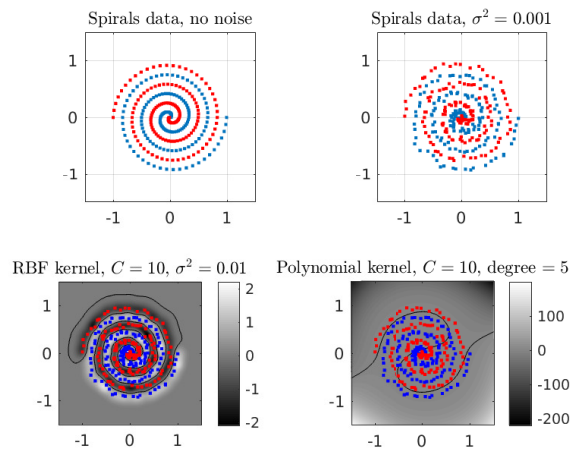 Spirals data, no noise
1
0
-1
-1 0 1
Spirals data, σ² = 0.001
1
0
-1
-1 0 1
RBF kernel, C = 10, σ² = 0.01
1
0
-1
-1 0 1
2
1
0
-1
-2
Polynomial kernel, C = 10, degree = 5
1
0
-1
-1 0 1
100
0
-100
-200